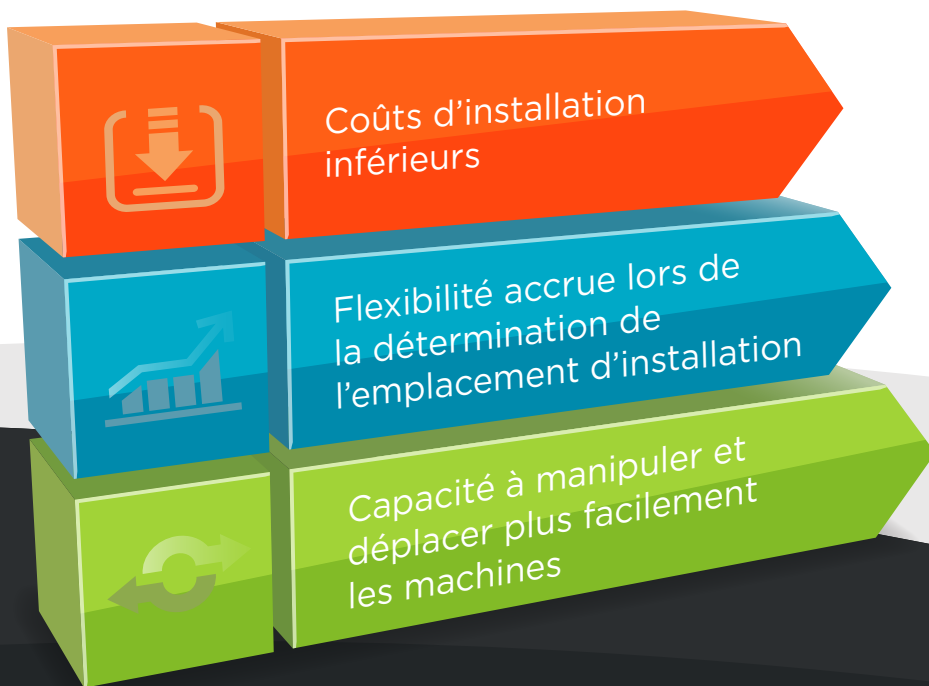 Coûts d'installation
inférieurs
Flexibilité accrue lors de
la détermination de
l'emplacement d'installation
Capacité à manipuler et
déplacer plus facilement
les machines